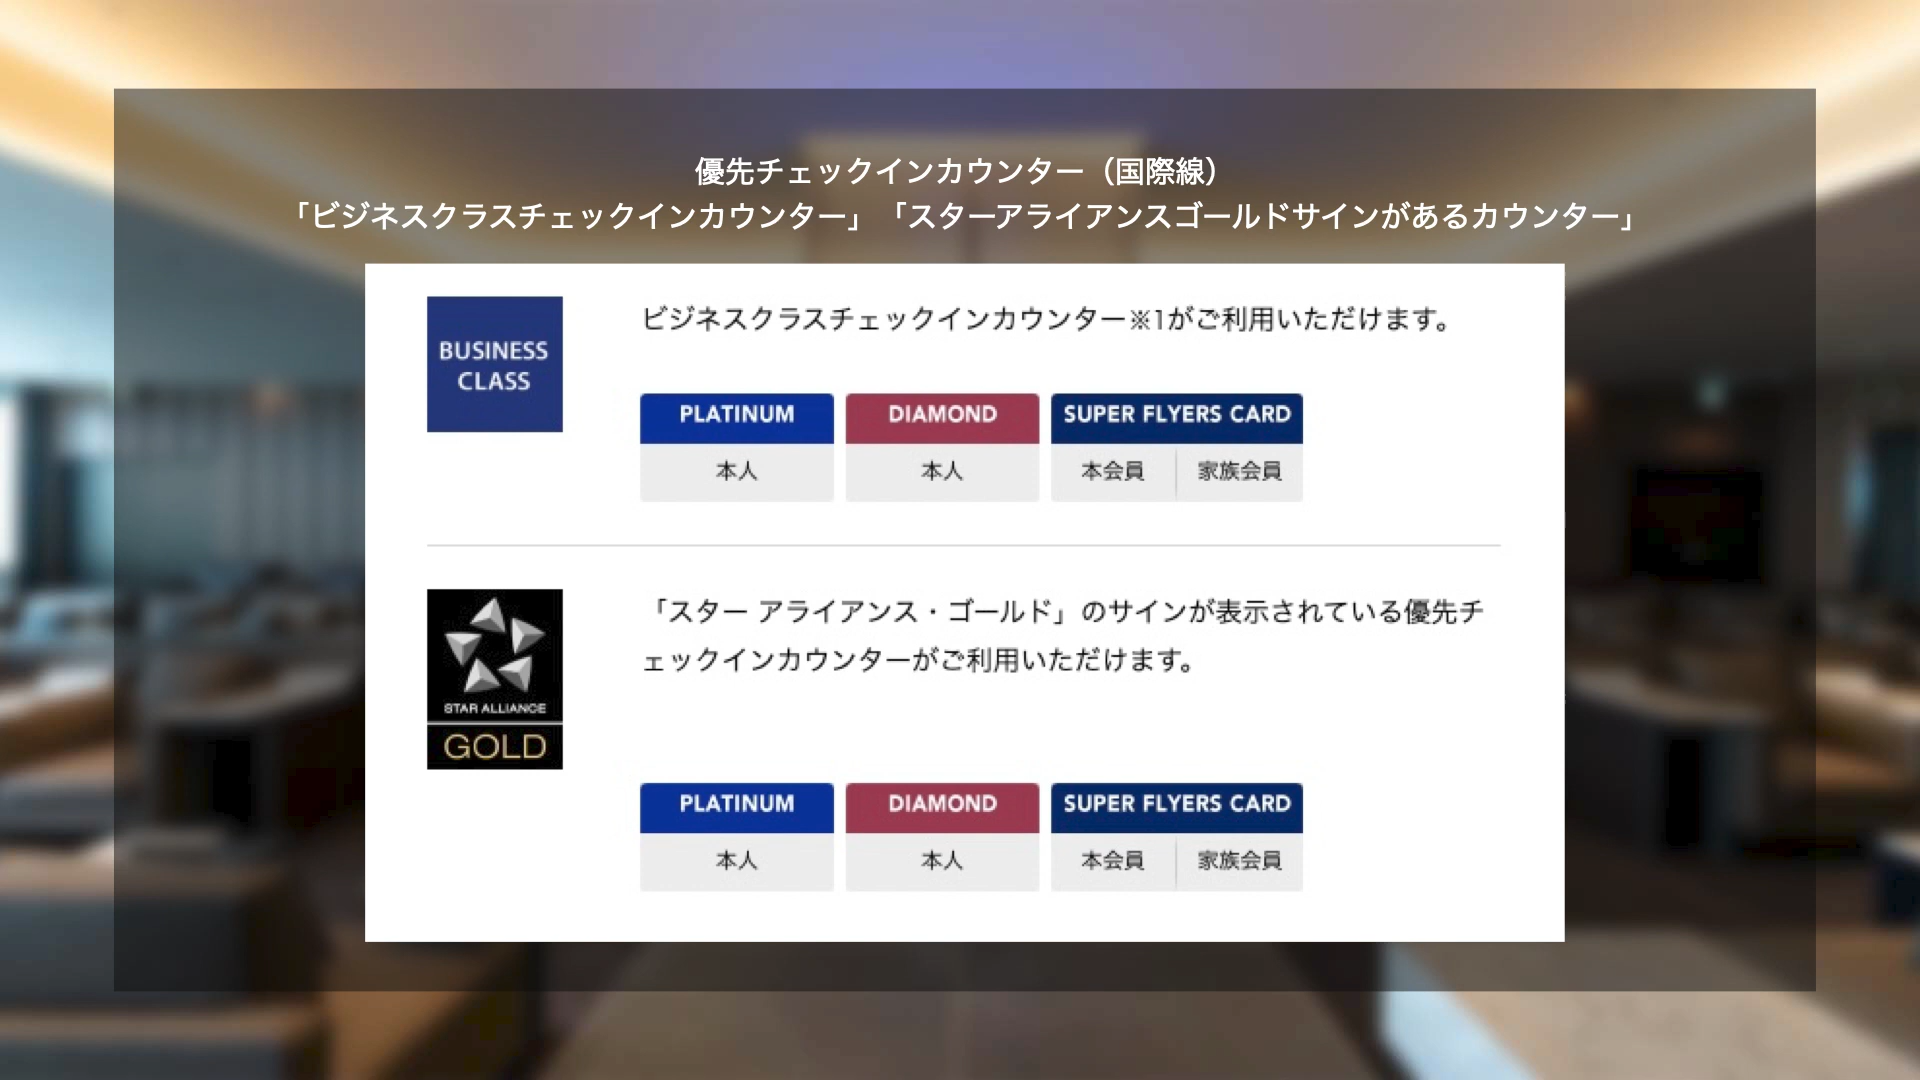 優先チェックインカウンター（国際線）
「ビジネスクラスチェックインカウンター」「スターアライアンスゴールドサインがあるカウンター」
BUSINESS
CLASS
ビジネスクラスチェックインカウンター※1がご利用いただけます。
PLATINUM DIAMOND SUPER FLYERS CARD
本人 本人 本会員 家族会員
STAR ALLIANCE
GOLD
「スター アライアンス・ゴールド」のサインが表示されている優先チ
ェックインカウンターがご利用いただけます。
PLATINUM DIAMOND SUPER FLYERS CARD
本人 本人 本会員 家族会員